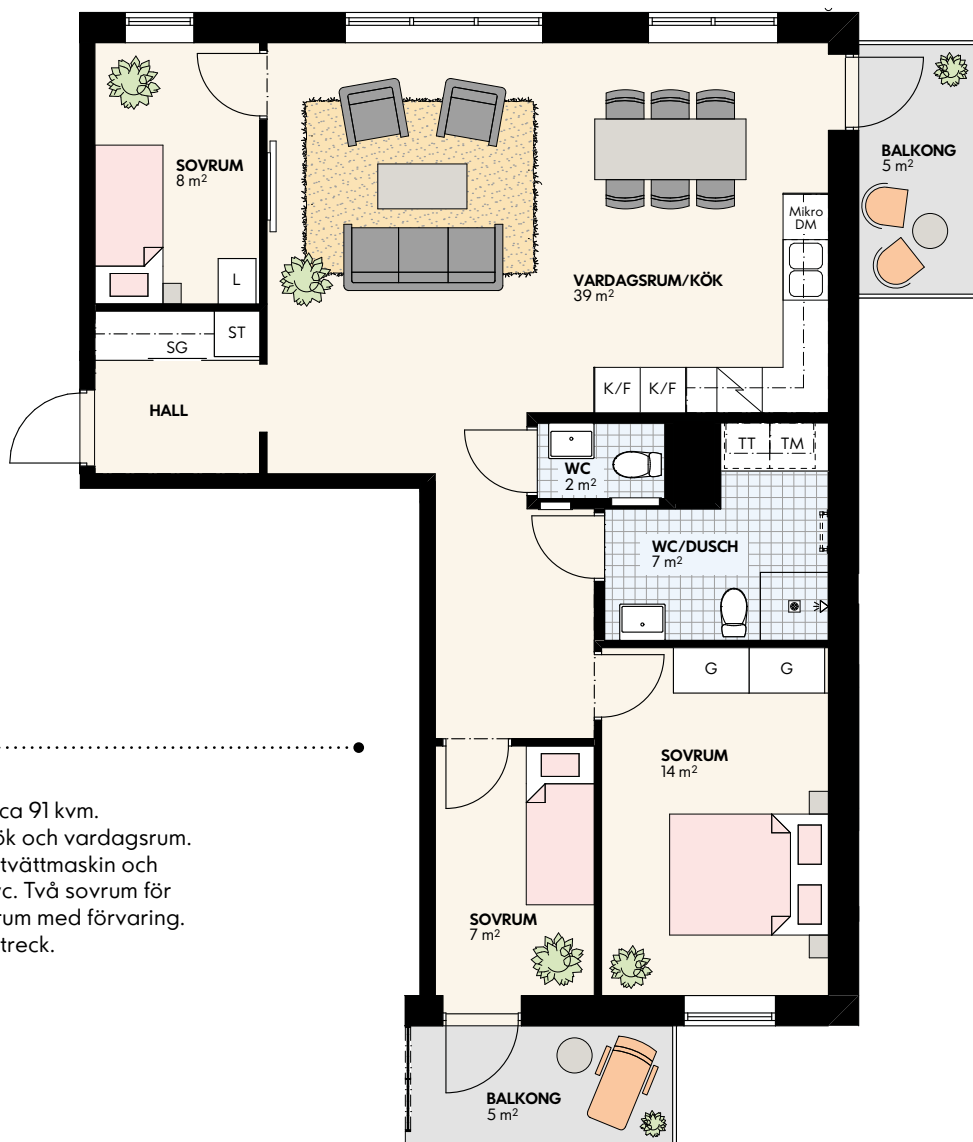 SOVRUM
8 m²
BALKONG
5 m²
Mikro
DM
VARDAGSRUM/KÖK
39 m²
L
ST
SG
K/F
K/F
HALL
TT
TM
WC
2 m²
WC/DUSCH
7 m²
G
G
SOVRUM
14 m²
ca 91 kvm.
ök och vardagsrum.
tvättmaskin och
c. Två sovrum för
rum med förvaring.
treck.
SOVRUM
7 m²
BALKONG
5 m²